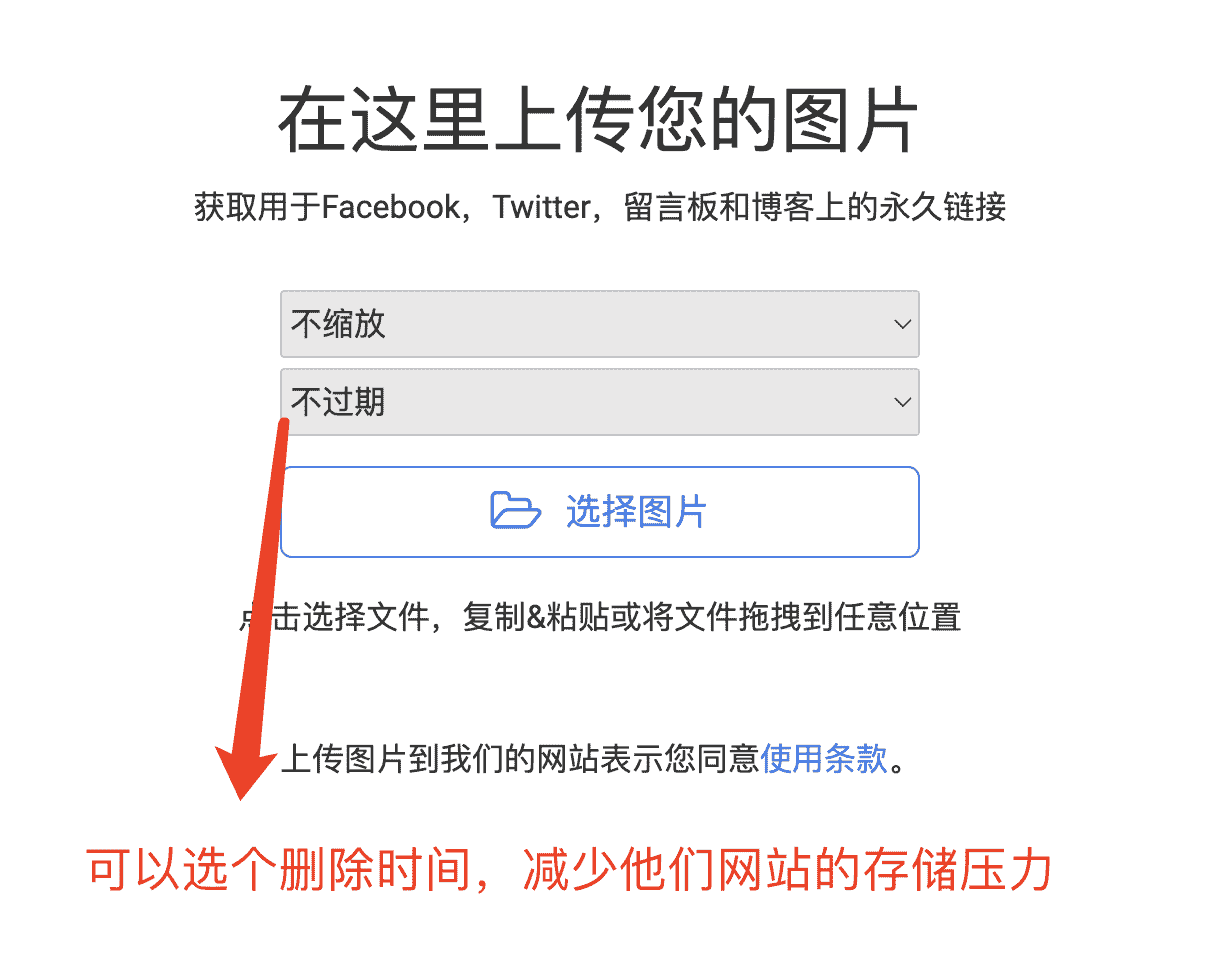 在这里上传您的图片
获取用于Facebook，Twitter，留言板和博客上的永久链接
不缩放
不过期
选择图片
点击选择文件，复制&粘贴或将文件拖拽到任意位置
上传图片到我们的网站表示您同意使用条款。
可以选个删除时间，减少他们网站的存储压力